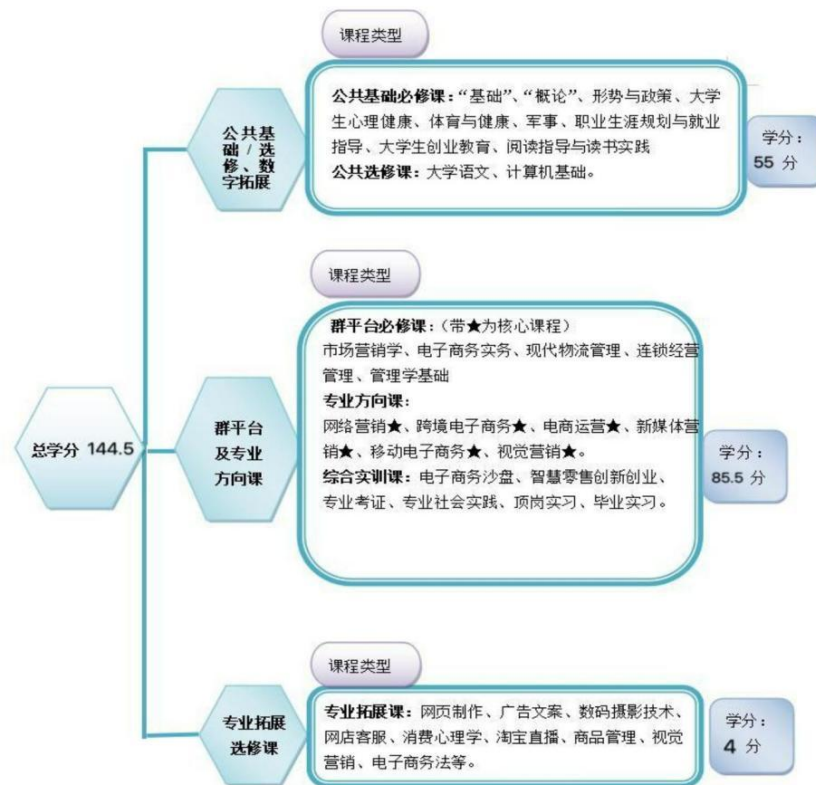 课程类型
公共基
础 / 选
修、数
字拓展
公共基础必修课：“基础”、“概论”、形势与政策、大学
生心理健康、体育与健康、军事、职业生涯规划与就业
指导、大学生创业教育、阅读指导与读书实践
公共选修课：大学语文、计算机基础。
学分：
55 分
课程类型
总学分 144.5
群平台
及专业
方向课
群平台必修课：（带★为核心课程）
市场营销学、电子商务实务、现代物流管理、连锁经营
管理、管理学基础
专业方向课：
网络营销★、跨境电子商务★、电商运营★、新媒体营
销★、移动电子商务★、视觉营销★。
综合实训课：电子商务沙盘、智慧零售创新创业、
专业考证、专业社会实践、顶岗实习、毕业实习。
学分：
85.5 分
课程类型
专业拓展
选修课
专业拓展课：网页制作、广告文案、数码摄影技术、
网店客服、消费心理学、淘宝直播、商品管理、视觉
营销、电子商务法等。
学分：
4 分